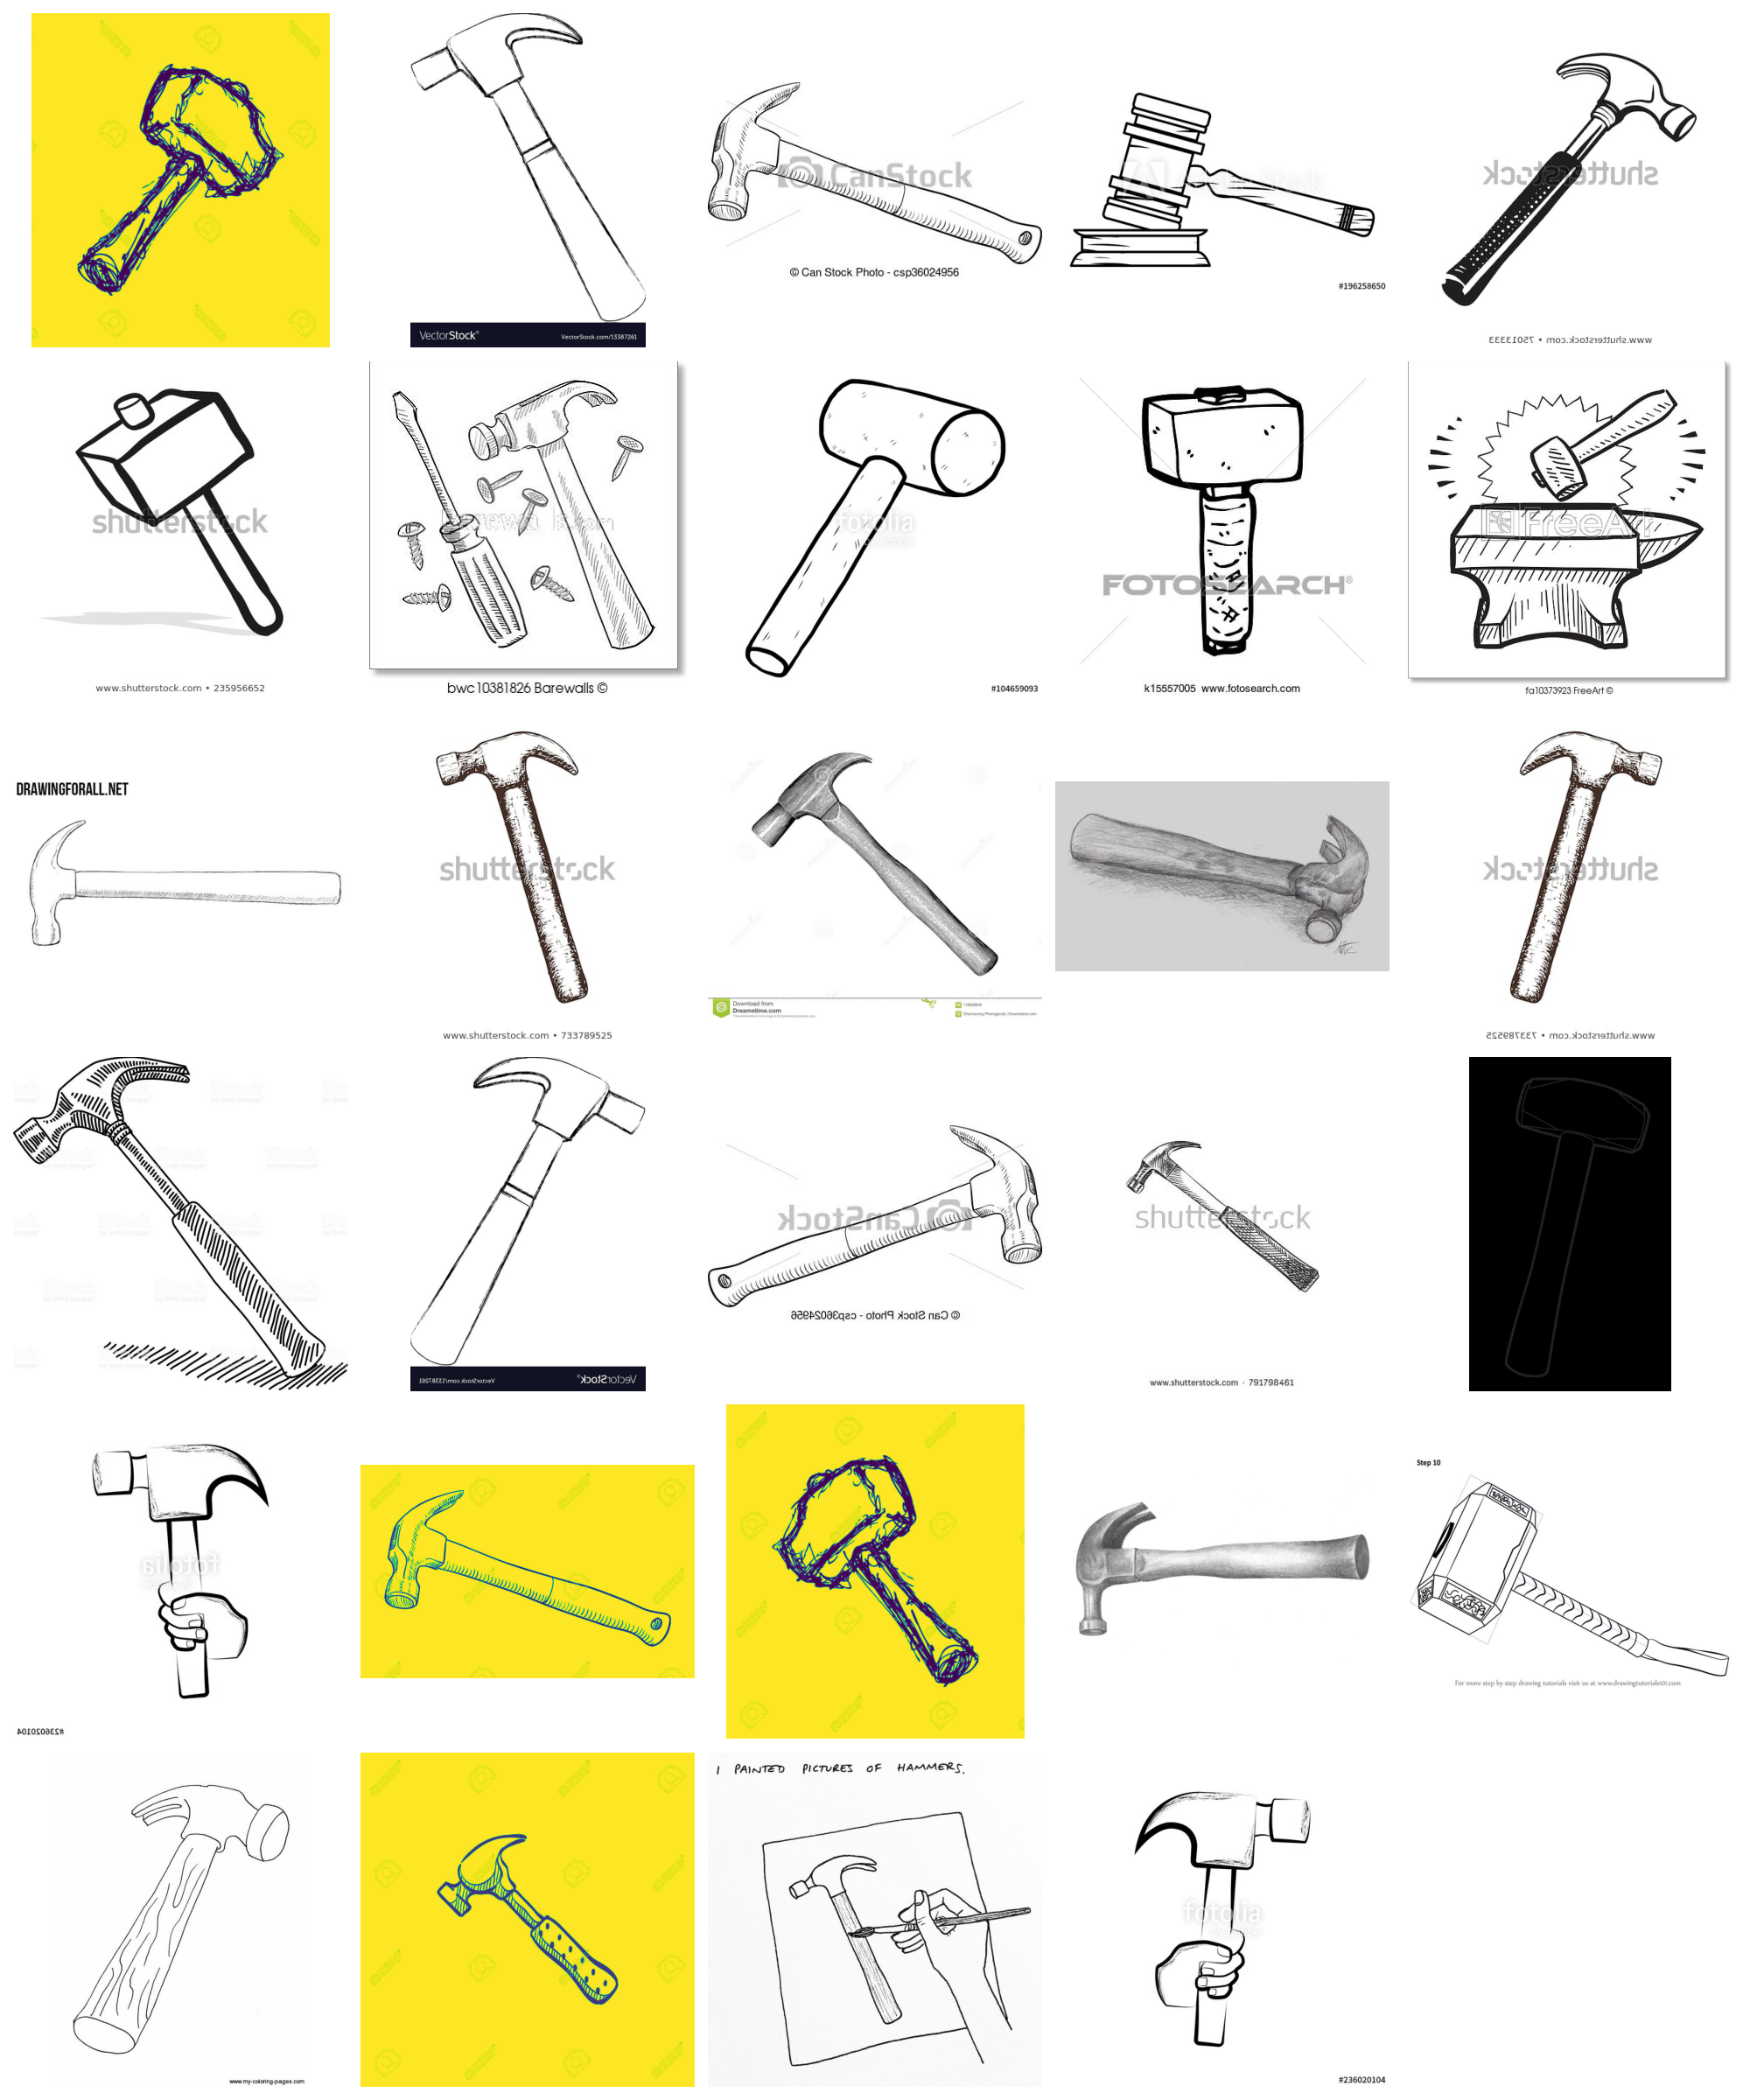 VectorStock®
VectorStock.com/13387261
CanStock
© Can Stock Photo - csp36024956
#196258650
shutterstock
www.shutterstock.com • 75013333
shutterstock
www.shutterstock.com • 235956652
bwc10381826 Barewalls ©
fotolia
#104659093
FOTOSEARCH®
k15557005 www.fotosearch.com
FreeArt
fa10373923 FreeArt ©
DRAWINGFORALL.NET
shutterstock
www.shutterstock.com • 733789525
Download from
Dreamstime.com
shutterstock
www.shutterstock.com • 733789525
VectorStock®
VectorStock.com/13387261
CanStock
© Can Stock Photo - csp36024956
shutterstock
www.shutterstock.com · 791798461
fotolia
#236020104
Step 10
For more step by step drawing tutorials visit us at www.drawingtutorials101.com
www.my-coloring-pages.com
I PAINTED PICTURES OF HAMMERS.
fotolia
#236020104